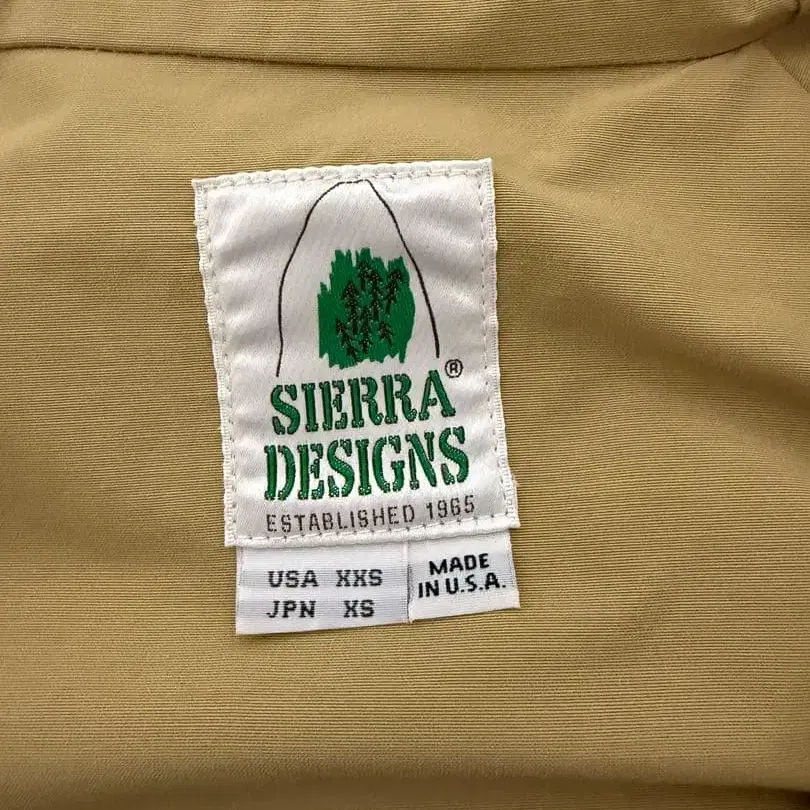 SIERRA®
DESIGNS
ESTABLISHED 1965
USA XXS
JPN XS
MADE
IN U.S.A.